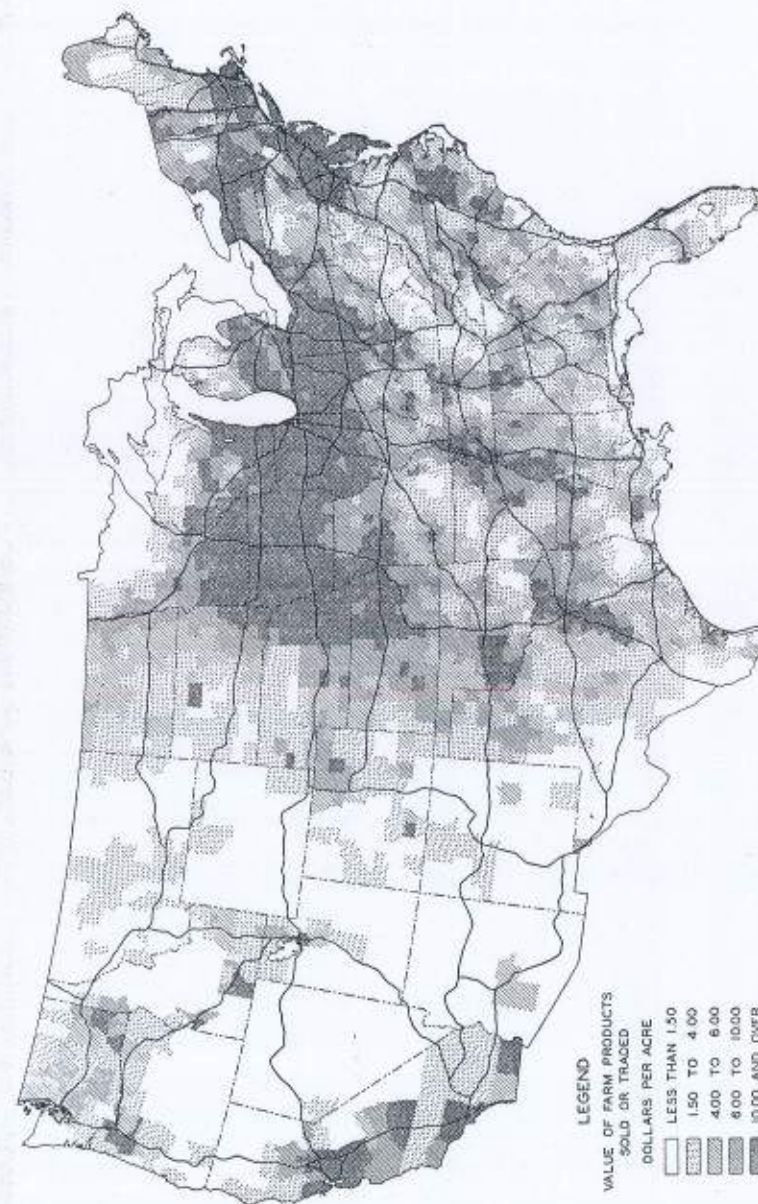 LEGEND
VALUE OF FARM PRODUCTS
SOLD OR TRADED
DOLLARS PER ACRE
LESS THAN 1.50
1.50 TO 4.00
4.00 TO 6.00
6.00 TO 10.00
10.00 AND OVER